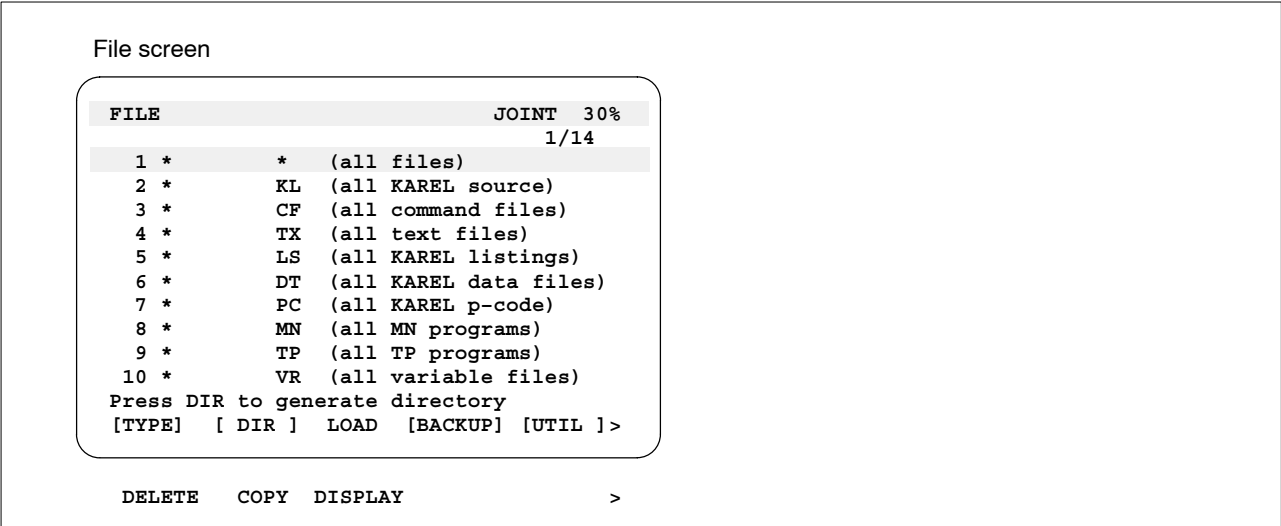 File screen
FILE JOINT 30%
1/14
1 * * (all files)
2 * KL (all KAREL source)
3 * CF (all command files)
4 * TX (all text files)
5 * LS (all KAREL listings)
6 * DT (all KAREL data files)
7 * PC (all KAREL p-code)
8 * MN (all MN programs)
9 * TP (all TP programs)
10 * VR (all variable files)
Press DIR to generate directory
[TYPE] [ DIR ] LOAD [BACKUP] [UTIL ]>
DELETE COPY DISPLAY >